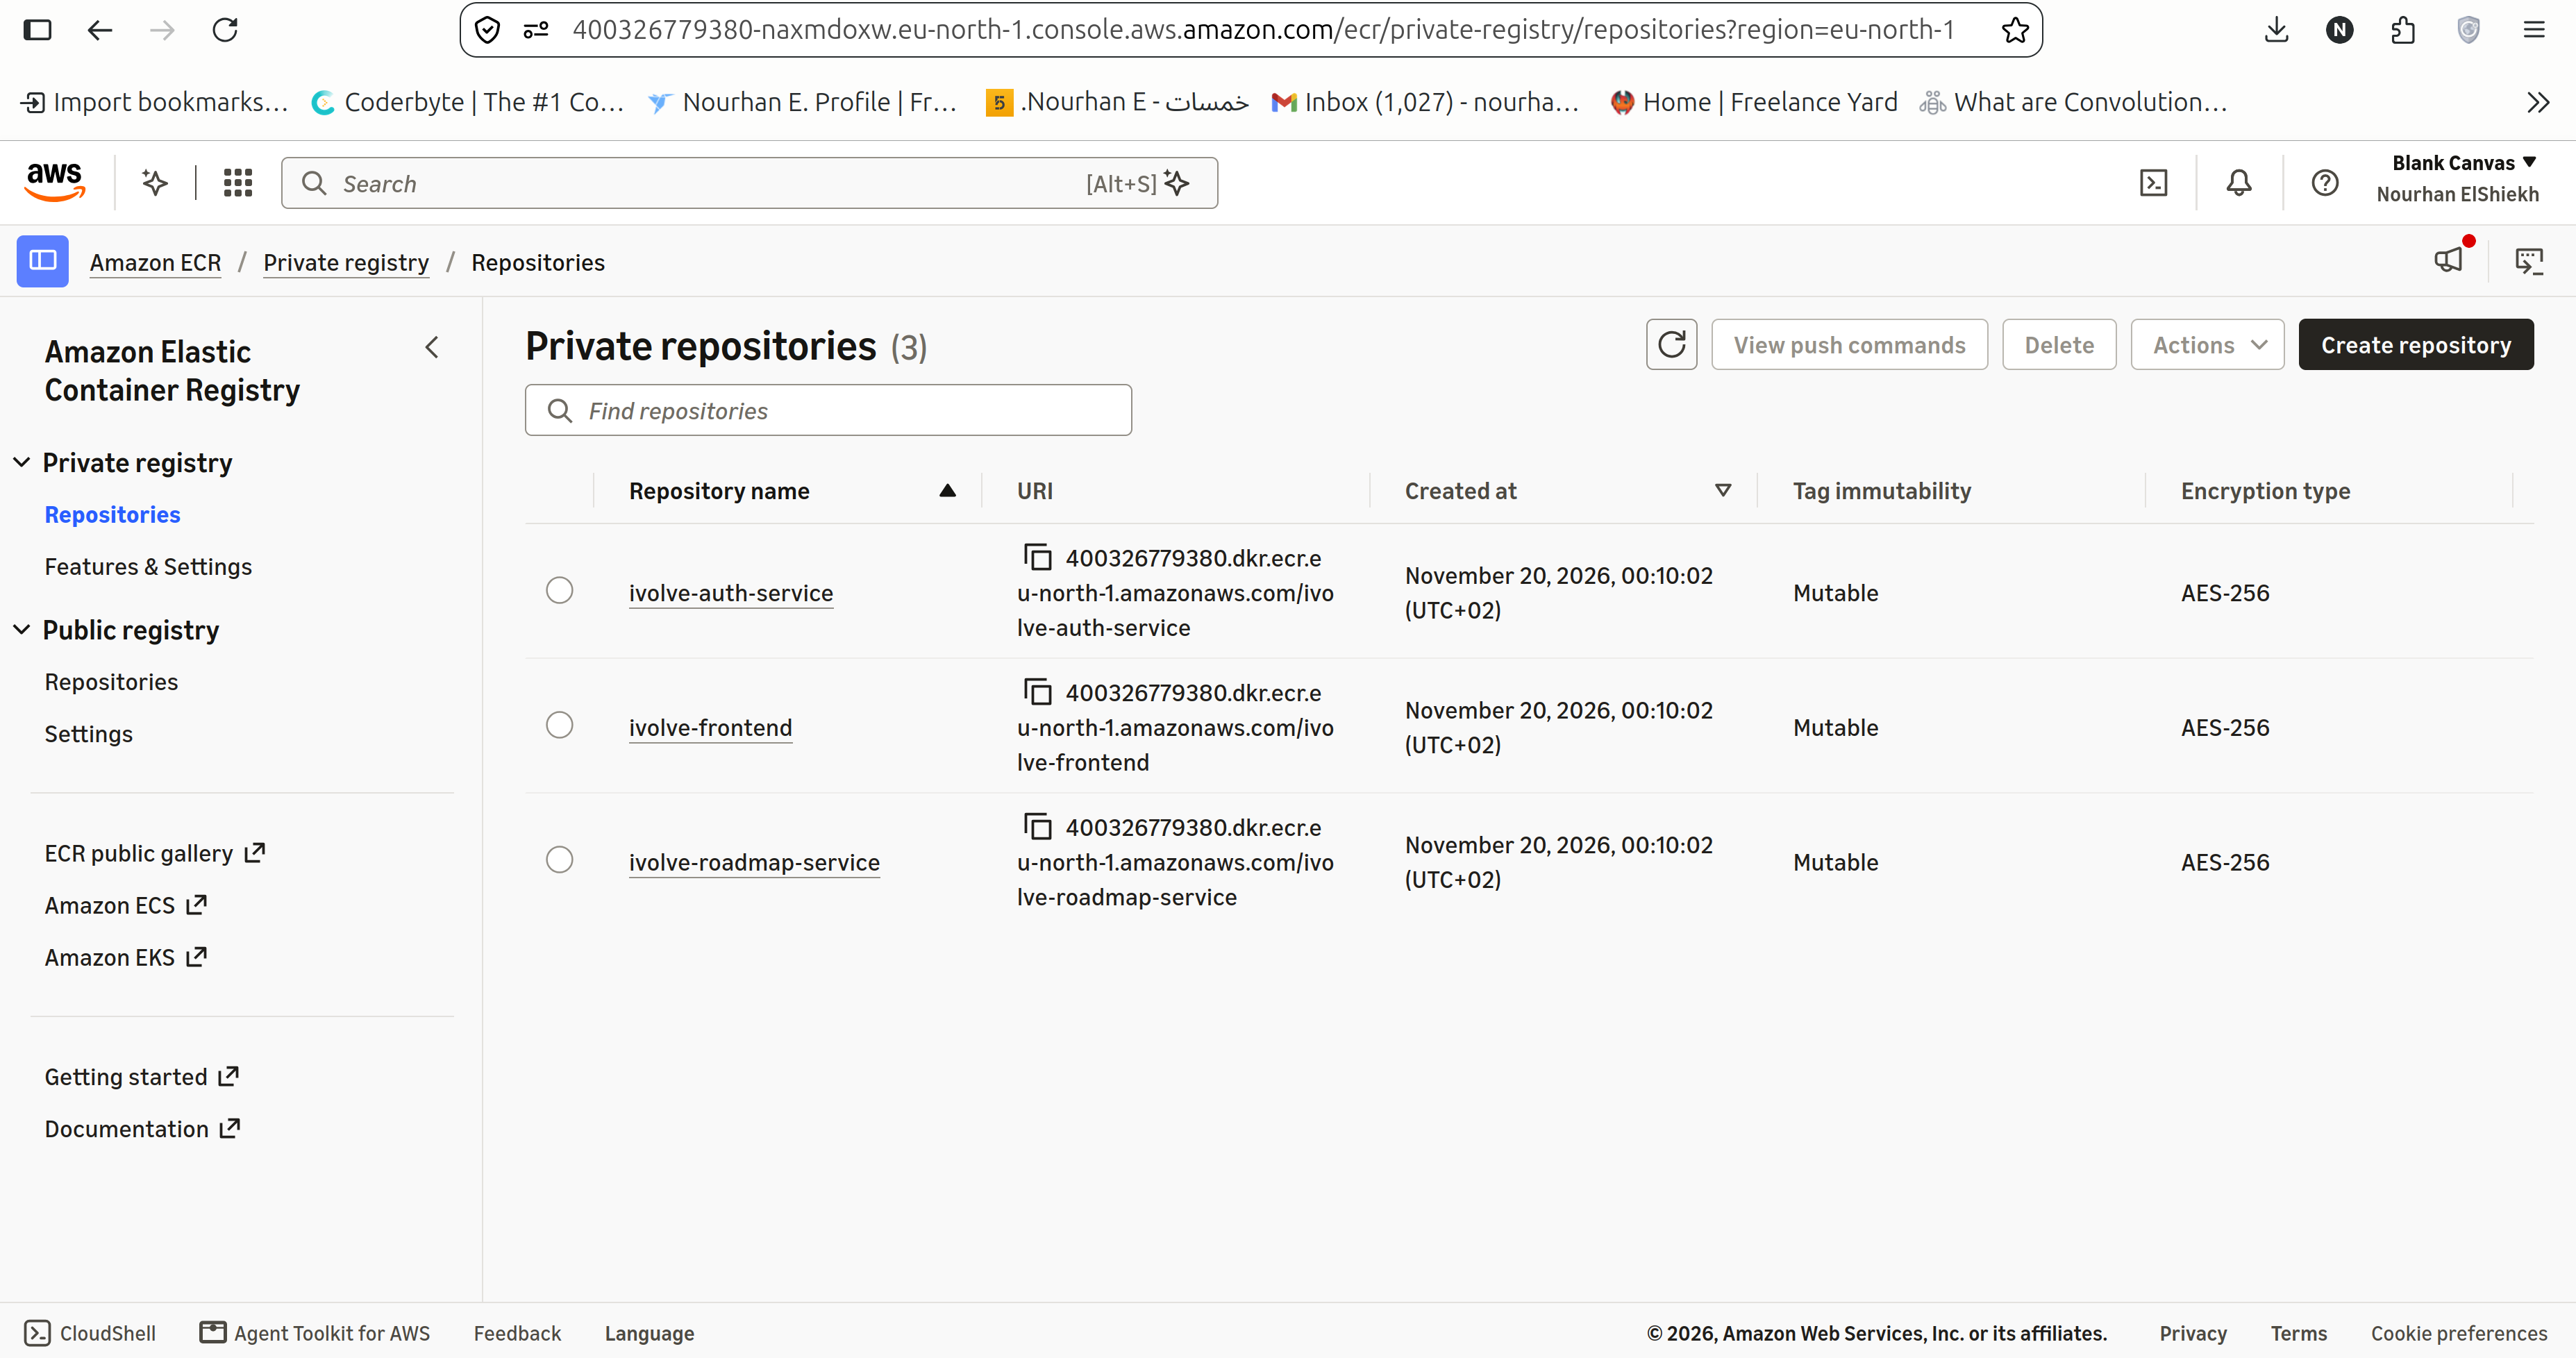 400326779380-naxmdoxw.eu-north-1.console.aws.amazon.com/ecr/private-registry/repositories?region=eu-north-1
N
Import bookmarks...
Coderbyte | The #1 Co...
Nourhan E. Profile | Fr...
5
.Nourhan E - خمسات
Inbox (1,027) - nourha...
Home | Freelance Yard
What are Convolution...
aws
Search
[Alt+S]
Blank Canvas
Nourhan ElShiekh
Amazon ECR / Private registry / Repositories
Amazon Elastic
Container Registry
Private registry
Repositories
Features & Settings
Public registry
Repositories
Settings
ECR public gallery
Amazon ECS
Amazon EKS
Getting started
Documentation
Private repositories (3)
View push commands
Delete
Actions
Create repository
Find repositories
Repository name
URI
Created at
Tag immutability
Encryption type
ivolve-auth-service
400326779380.dkr.ecr.e
u-north-1.amazonaws.com/ivo
lve-auth-service
November 20, 2026, 00:10:02
(UTC+02)
Mutable
AES-256
ivolve-frontend
400326779380.dkr.ecr.e
u-north-1.amazonaws.com/ivo
lve-frontend
November 20, 2026, 00:10:02
(UTC+02)
Mutable
AES-256
ivolve-roadmap-service
400326779380.dkr.ecr.e
u-north-1.amazonaws.com/ivo
lve-roadmap-service
November 20, 2026, 00:10:02
(UTC+02)
Mutable
AES-256
CloudShell
Agent Toolkit for AWS
Feedback
Language
© 2026, Amazon Web Services, Inc. or its affiliates.
Privacy
Terms
Cookie preferences